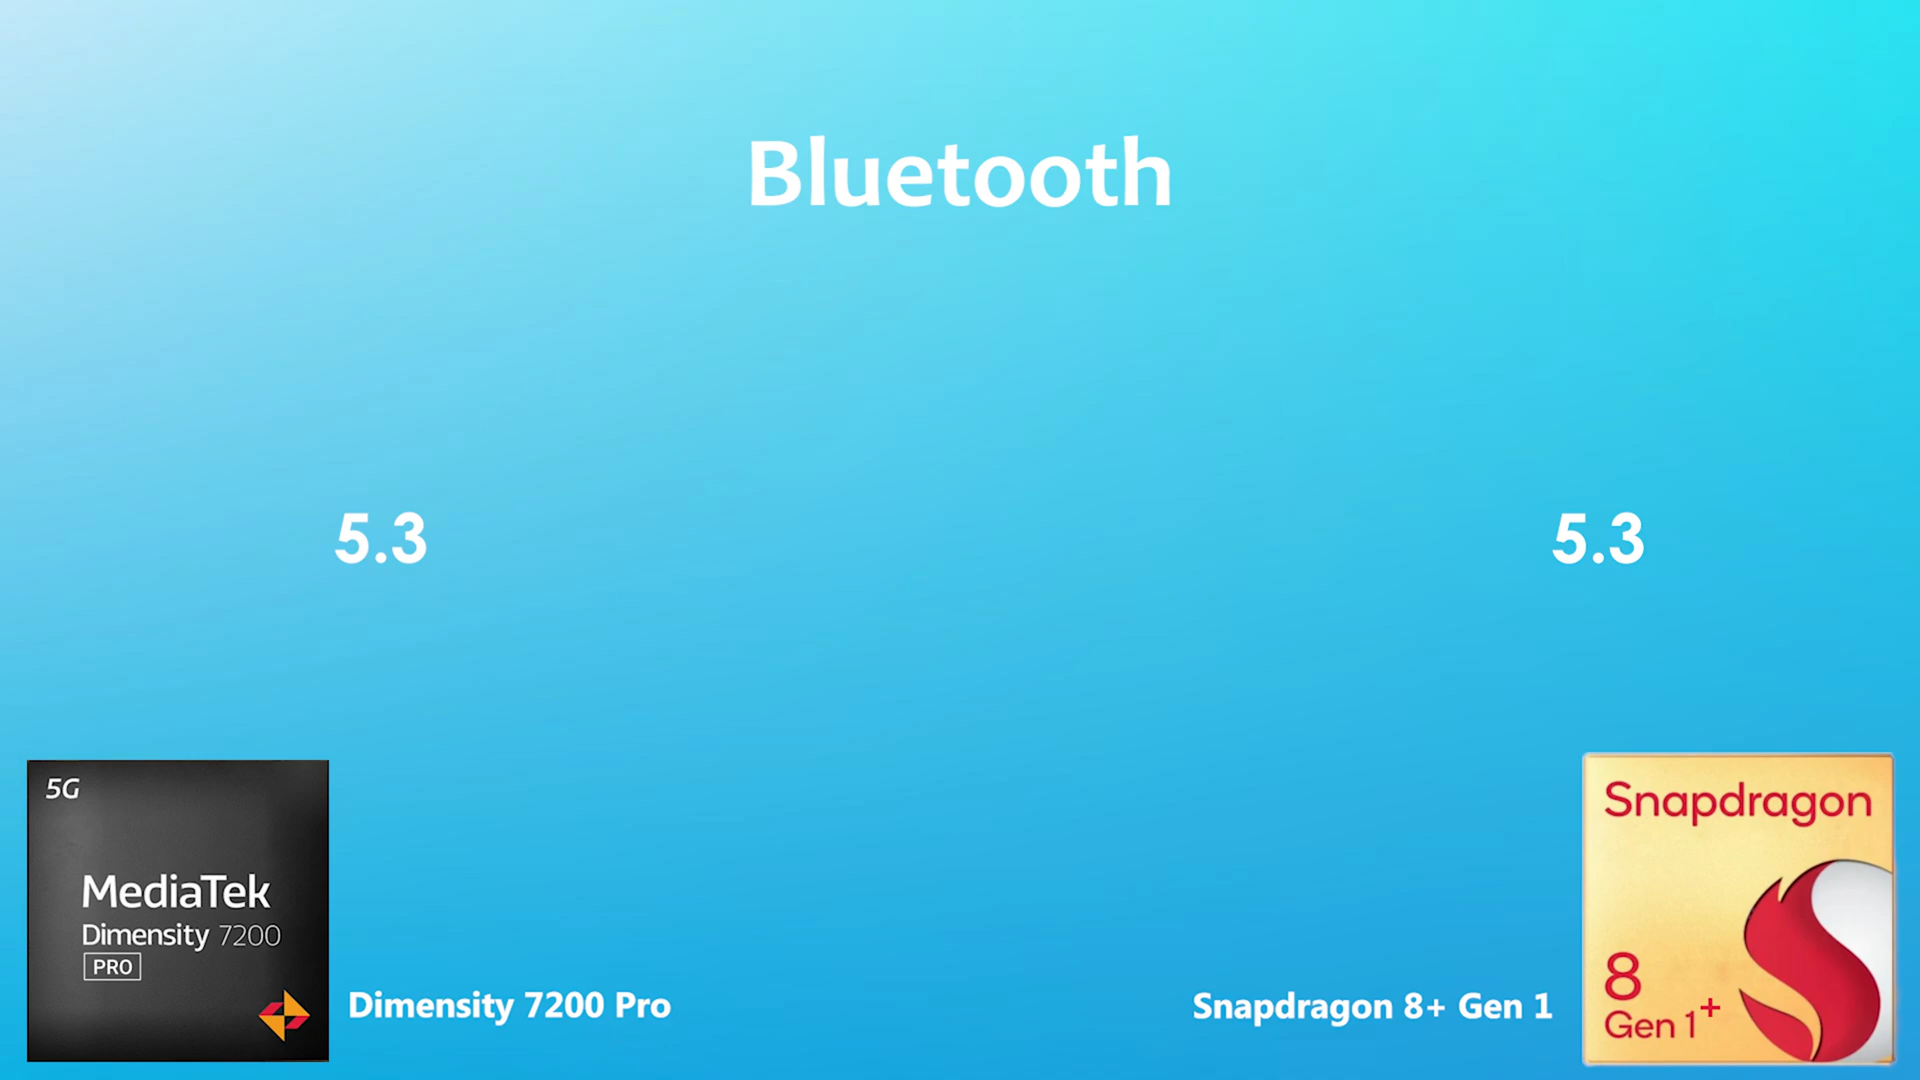 Bluetooth
5.3
5.3
5G
MediaTek
Dimensity 7200
PRO
Dimensity 7200 Pro
Snapdragon 8+ Gen 1
Snapdragon
8
Gen 1+